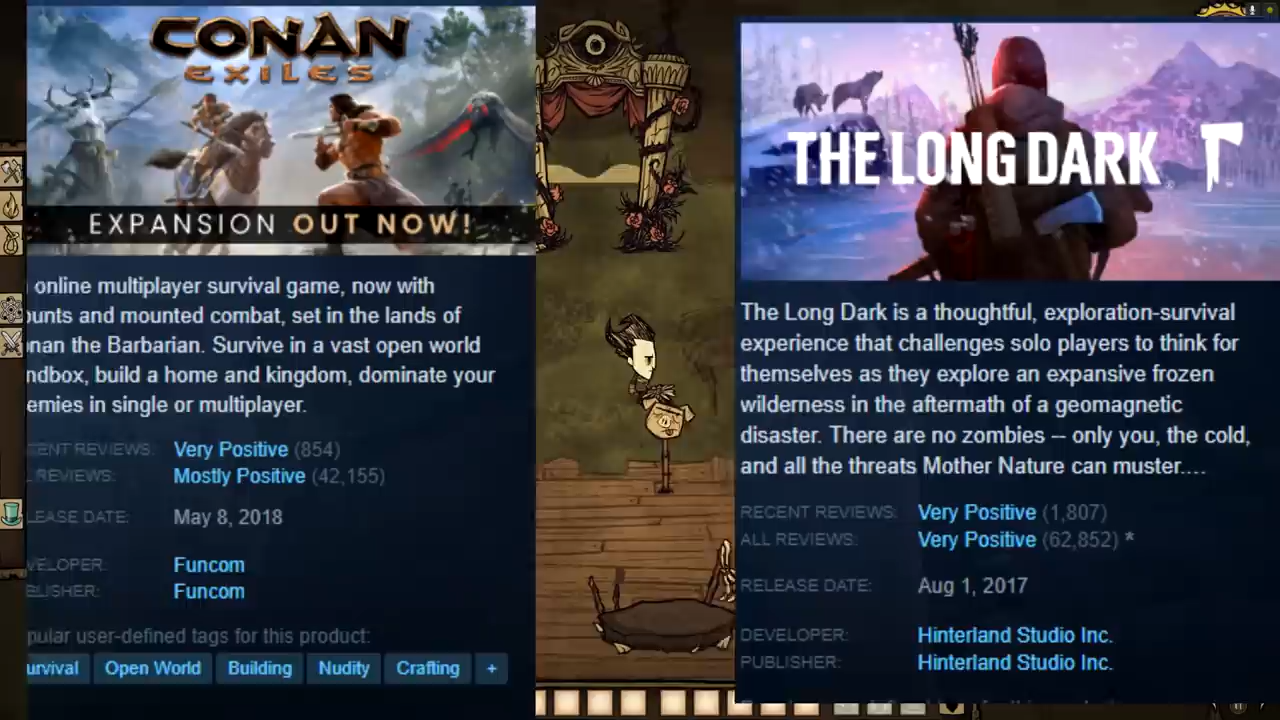 CONAN
EXILES
EXPANSION OUT NOW!
online multiplayer survival game, now with
ounts and mounted combat, set in the lands of
onan the Barbarian. Survive in a vast open world
ndbox, build a home and kingdom, dominate your
emies in single or multiplayer.
CENT REVIEWS: Very Positive (854)
REVIEWS: Mostly Positive (42,155)
LEASE DATE: May 8, 2018
VELOPER: Funcom
BLISHER: Funcom
pular user-defined tags for this product:
urvival Open World Building Nudity Crafting +
THE LONG DARK
The Long Dark is a thoughtful, exploration-survival
experience that challenges solo players to think for
themselves as they explore an expansive frozen
wilderness in the aftermath of a geomagnetic
disaster. There are no zombies -- only you, the cold,
and all the threats Mother Nature can muster....
RECENT REVIEWS: Very Positive (1,807)
ALL REVIEWS: Very Positive (62,852) *
RELEASE DATE: Aug 1, 2017
DEVELOPER: Hinterland Studio Inc.
PUBLISHER: Hinterland Studio Inc.